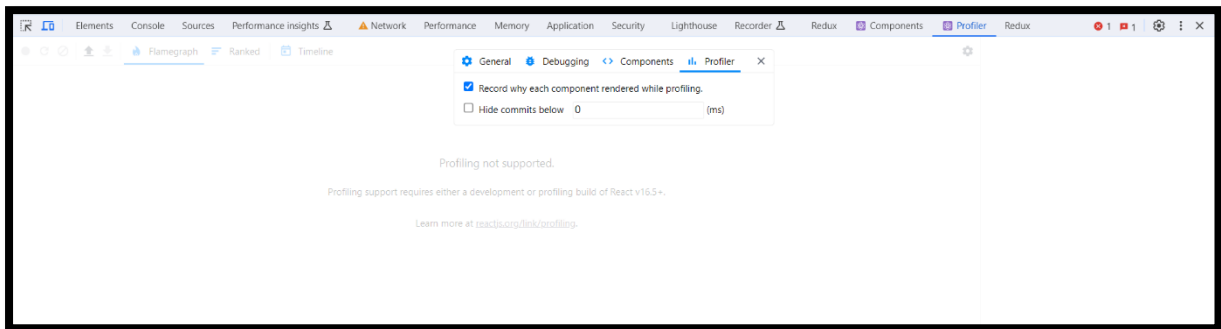 Elements Console Sources Performance insights Network Performance Memory Application Security Lighthouse Recorder Redux Components Profiler Redux 1 1
Flamegraph Ranked Timeline
General Debugging Components Profiler
Record why each component rendered while profiling.
Hide commits below 0 (ms)
Profiling not supported.
Profiling support requires either a development or profiling build of React v16.5+.
Learn more at reactjs.org/link/profiling.